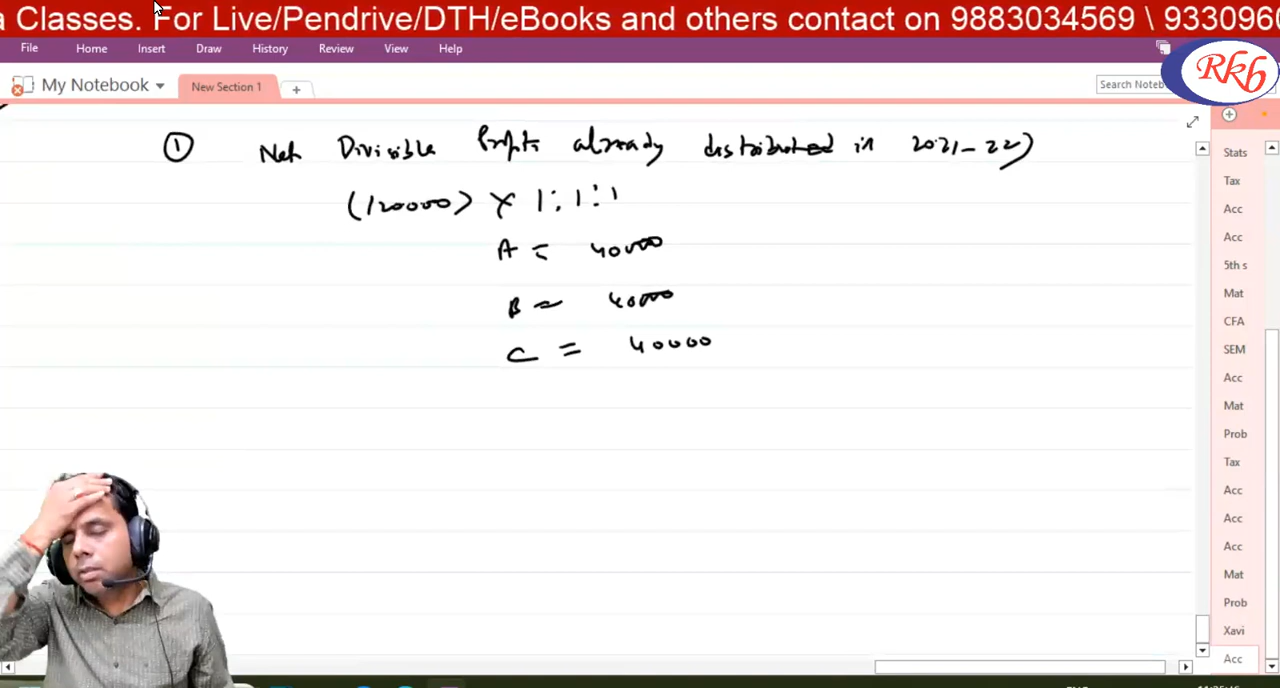 a Classes. For Live/Pendrive/DTH/eBooks and others contact on 9883034569 \ 9330966
File Home Insert Draw History Review View Help
Rkb
My Notebook New Section 1 + Search Noteb
① Net Divisible Profits already distributed in 2021-22)
(120000) X 1:1:1
A = 40000
B = 40000
C = 40000
Stats
Tax
Acc
Acc
5th s
Mat
CFA
SEM
Acc
Mat
Prob
Tax
Acc
Acc
Acc
Mat
Prob
Xavi
Acc